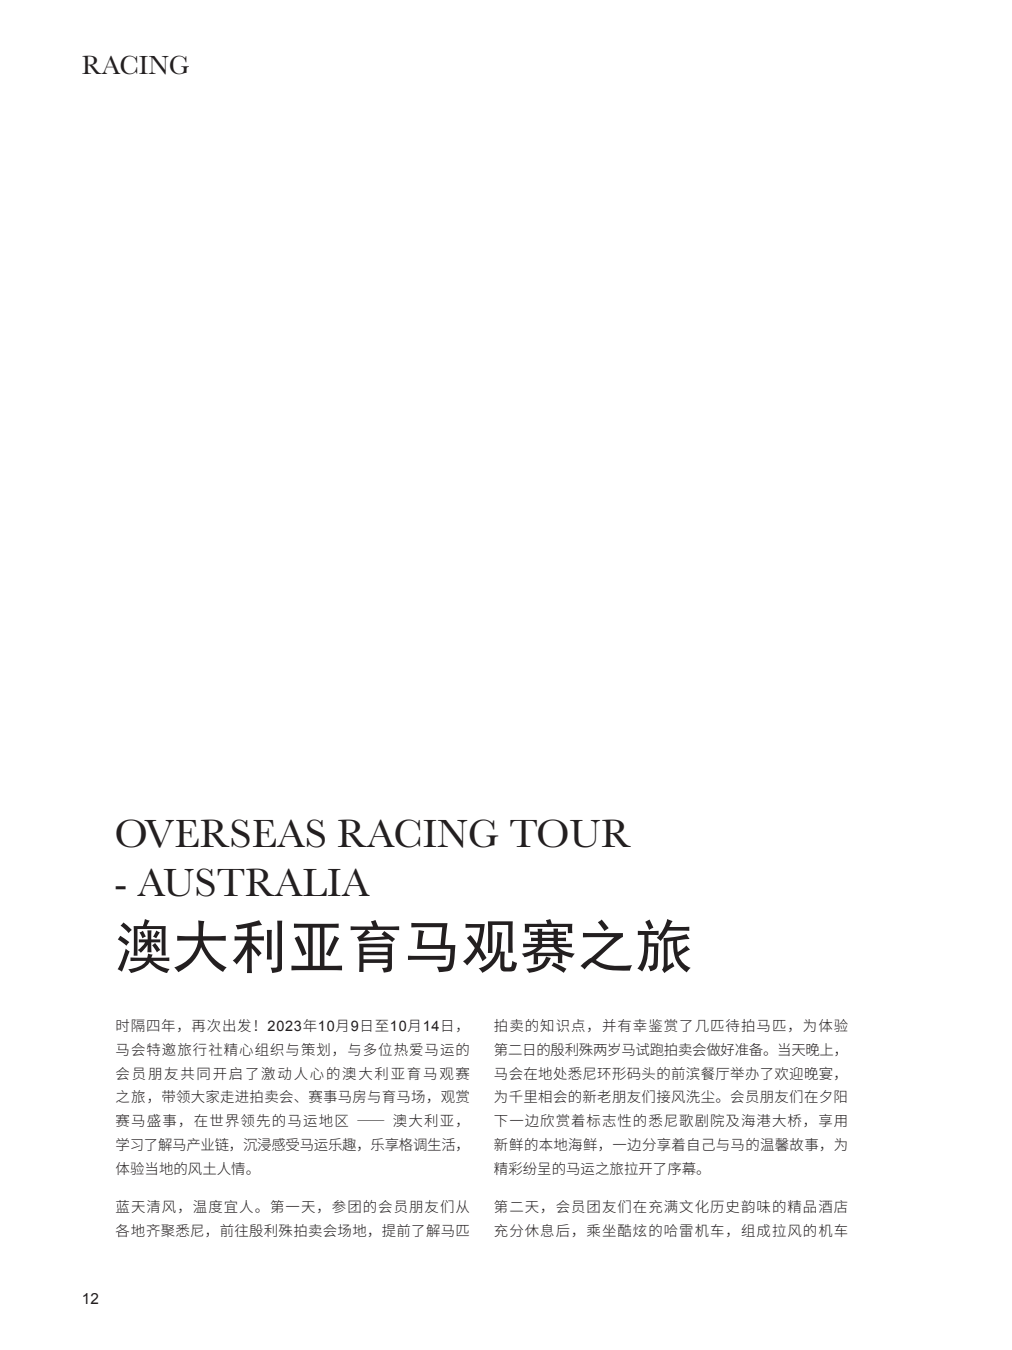 RACING
OVERSEAS RACING TOUR
- AUSTRALIA
澳大利亚育马观赛之旅
时隔四年，再次出发！2023年10月9日至10月14日，
马会特邀旅行社精心组织与策划，与多位热爱马运的
会员朋友共同开启了激动人心的澳大利亚育马观赛
之旅，带领大家走进拍卖会、赛事马房与育马场，观赏
赛马盛事，在世界领先的马运地区 —— 澳大利亚，
学习了解马产业链，沉浸感受马运乐趣，乐享格调生活，
体验当地的风土人情。
蓝天清风，温度宜人。第一天，参团的会员朋友们从
各地齐聚悉尼，前往殷利殊拍卖会场地，提前了解马匹
拍卖的知识点，并有幸鉴赏了几匹待拍马匹，为体验
第二日的殷利殊两岁马试跑拍卖会做好准备。当天晚上，
马会在地处悉尼环形码头的前滨餐厅举办了欢迎晚宴，
为千里相会的新老朋友们接风洗尘。会员朋友们在夕阳
下一边欣赏着标志性的悉尼歌剧院及海港大桥，享用
新鲜的本地海鲜，一边分享着自己与马的温馨故事，为
精彩纷呈的马运之旅拉开了序幕。
第二天，会员团友们在充满文化历史韵味的精品酒店
充分休息后，乘坐酷炫的哈雷机车，组成拉风的机车
12